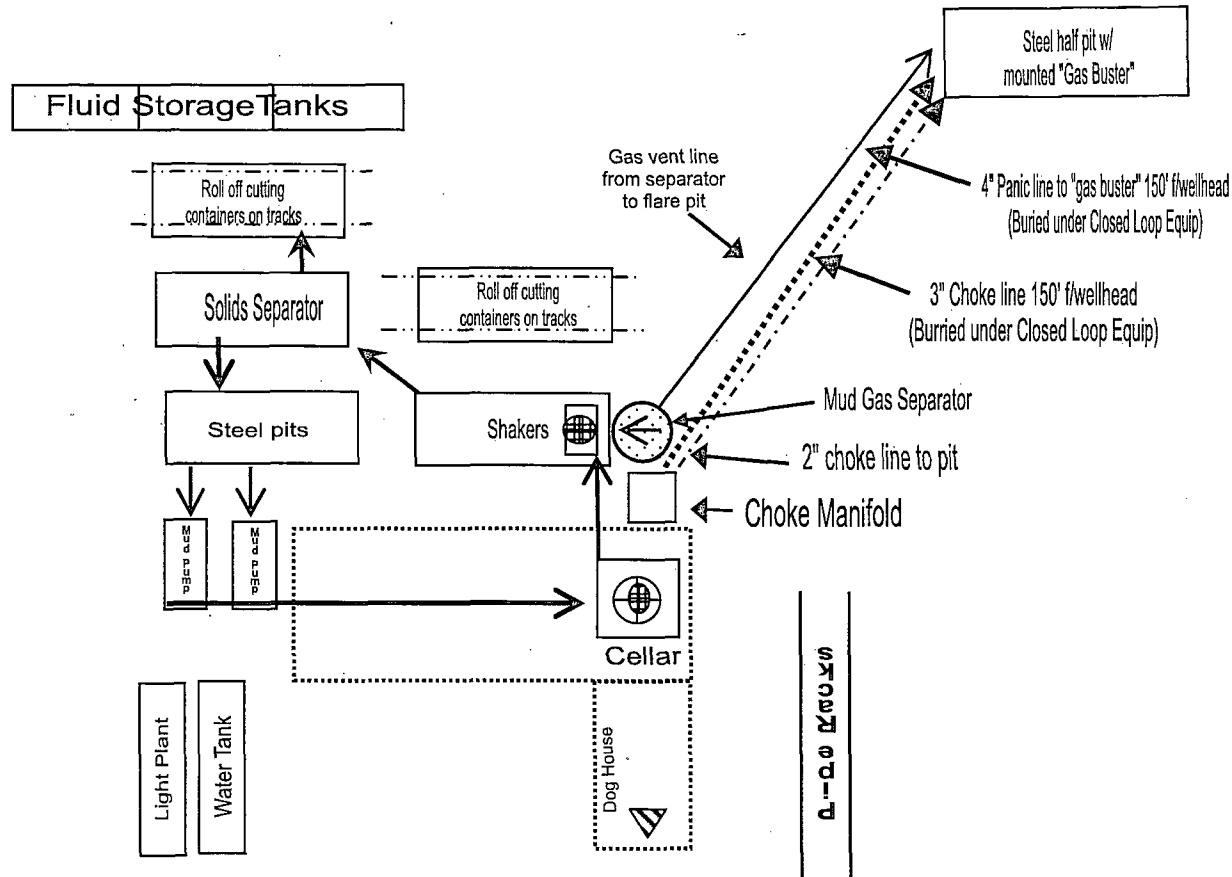 Steel half pit w/
mounted "Gas Buster"
Fluid StorageTanks
Gas vent line
from separator
to flare pit
Roll off cutting
containers on tracks
4" Panic line to "gas buster" 150' f/wellhead
(Buried under Closed Loop Equip)
Solids Separator
Roll off cutting
containers on tracks
3" Choke line 150' f/wellhead
(Burried under Closed Loop Equip)
Steel pits
Shakers
Mud Gas Separator
2" choke line to pit
Choke Manifold
Mud pump
Mud pump
Cellar
Pipe Racks
Light Plant
Water Tank
Dog House